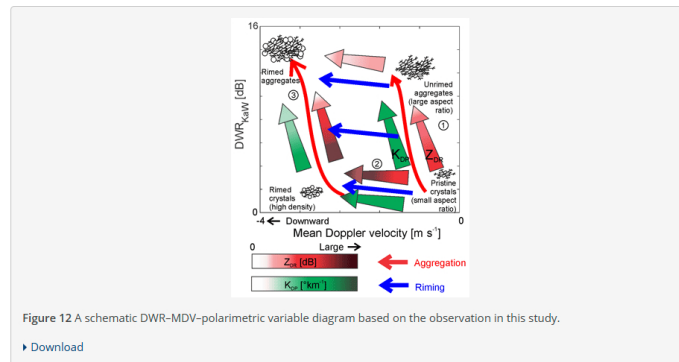 16
DWR_KaW [dB]
0
Rimed
aggregates
③
Unrimed
aggregates
(large aspect
ratio)
①
K_DP
Z_DR
②
Rimed
crystals
(high density)
Pristine
crystals
(small aspect
ratio)
-4 ← Downward 0
Mean Doppler velocity [m s⁻¹]
0 Large →
Z_DR [dB]
K_DP [°km⁻¹]
Aggregation
Riming
Figure 12 A schematic DWR–MDV–polarimetric variable diagram based on the observation in this study.
Download